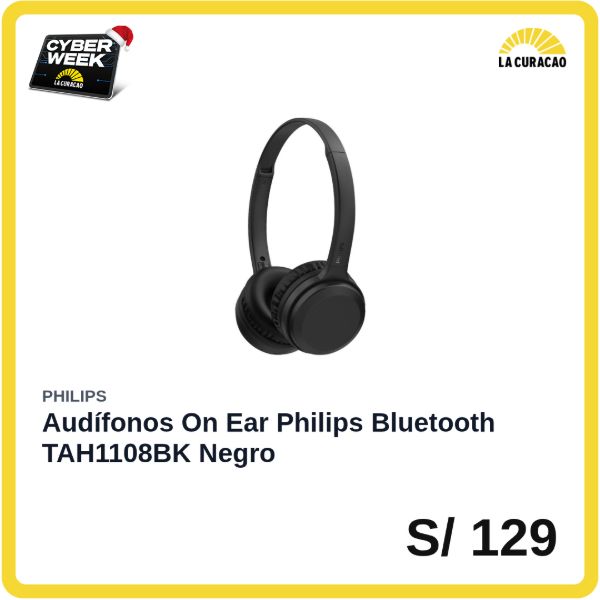 CYBER
WEEK
LA CURACAO
LA CURACAO
PHILIPS
Audífonos On Ear Philips Bluetooth
TAH1108BK Negro
S/ 129